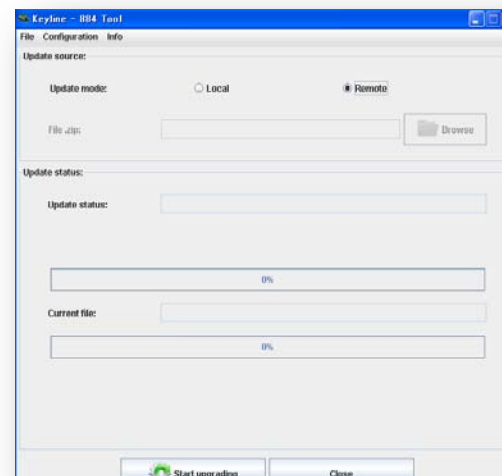 Keyline - 884 Tool
File Configuration Info
Update source:
Update mode: Local Remote
File .zip: Browse
Update status:
Update status:
0%
Current file:
0%
Start upgrading Close